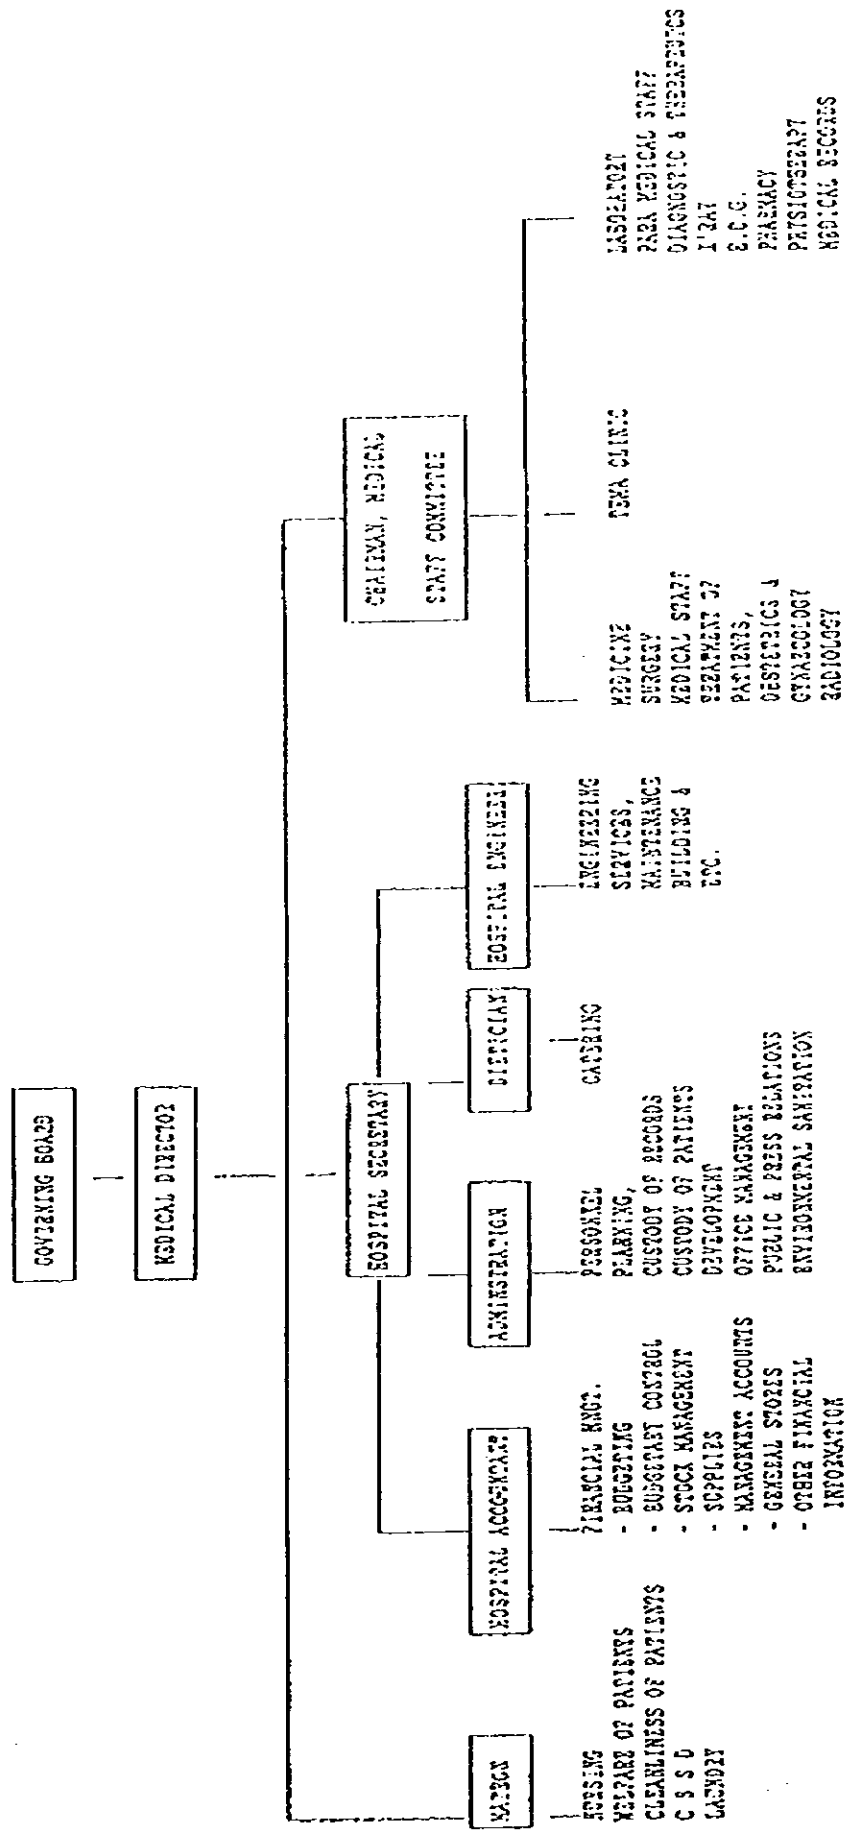 GOVERNING BOARD
MEDICAL DIRECTOR
HOSPITAL SECRETARY
CHAIRMAN, MEDICAL
STAFF COMMITTEE
MATRON
HOSPITAL ACCOUNTANT
ADMINSTRATION
DIETICIAN
HOSPITAL ENGINEER
NURSING
WELFARE OF PATIENTS
CLEANLINESS OF PATIENTS
C S S D
LAUNDRY
FINANCIAL MNGT.
- BUDGETING
- BUDGETARY CONTROL
- STOCK MANAGEMENT
- SUPPLIES
- MANAGEMENT ACCOUNTS
- GENERAL STORES
- OTHER FINANCIAL
INFORMATION
PERSONNEL
PLANNING,
CUSTODY OF RECORDS
CUSTODY OF PATIENTS
DEVELOPMENT
OFFICE MANAGEMENT
PUBLIC & PRESS RELATIONS
ENVIRONMENTAL SANITATION
CATERING
ENGINEERING
SERVICES,
MAINTENANCE
BUILDING &
ETC.
MEDICINE
SURGERY
MEDICAL STAFF
TREATMENT OF
PATIENTS,
OBSTETRICS &
GYNAECOLOGY
RADIOLOGY
TEMA CLINIC
LABORATORY
PARA MEDICAL STAFF
DIAGNOSTIC & THERAPEUTICS
X'RAY
E.C.G.
PHARMACY
PHYSIOTHERAPY
MEDICAL RECORDS